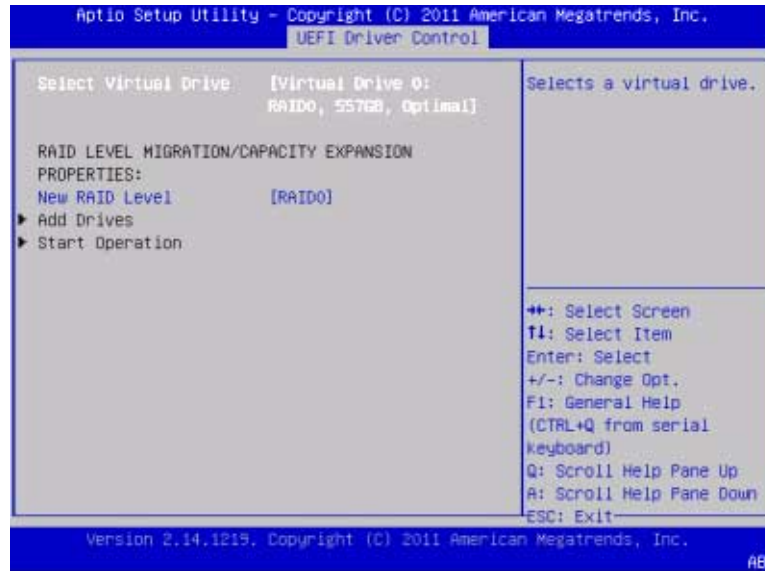 Aptio Setup Utility - Copyright (C) 2011 American Megatrends, Inc.
UEFI Driver Control
Select Virtual Drive [Virtual Drive 0:
RAID0, 557GB, Optimal]
RAID LEVEL MIGRATION/CAPACITY EXPANSION
PROPERTIES:
New RAID Level [RAID0]
Add Drives
Start Operation
Selects a virtual drive.
→←: Select Screen
↑↓: Select Item
Enter: Select
+/-: Change Opt.
F1: General Help
(CTRL+Q from serial
keyboard)
Q: Scroll Help Pane Up
A: Scroll Help Pane Down
ESC: Exit
Version 2.14.1219. Copyright (C) 2011 American Megatrends, Inc.
AB